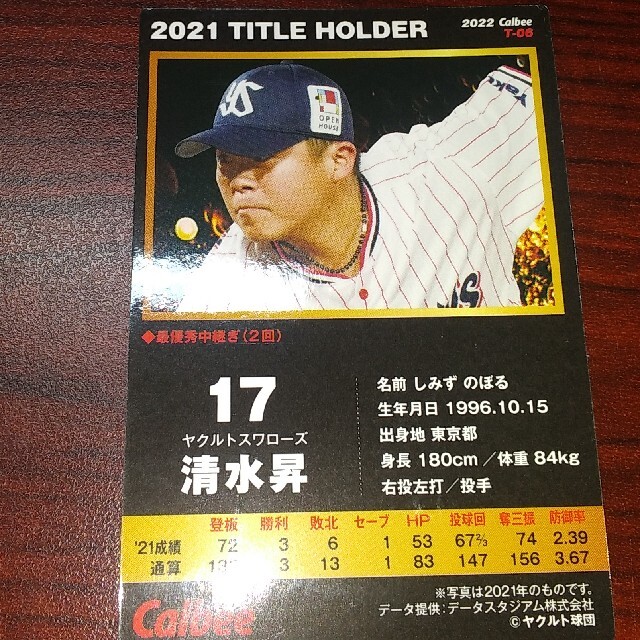 2021 TITLE HOLDER
2022 Calbee
T-06
YS
OPEN HOUSE
Yaku
◆最優秀中継ぎ(2回)
17
ヤクルトスワローズ
清水昇
名前 しみず のぼる
生年月日 1996.10.15
出身地 東京都
身長 180cm/体重 84kg
右投左打/投手
登板 勝利 敗北 セーブ HP 投球回 奪三振 防御率
'21成績 72 3 6 1 53 67⅔ 74 2.39
通算 3 13 1 83 147 156 3.67
Calbee
※写真は2021年のものです。
データ提供:データスタジアム株式会社
©ヤクルト球団